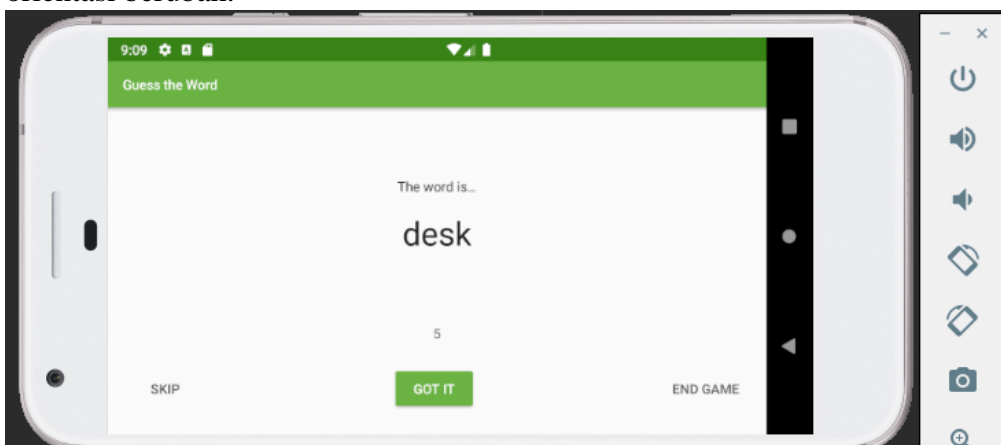 orientasi berubah.
9:09
Guess the Word
The word is...
desk
5
SKIP GOT IT END GAME